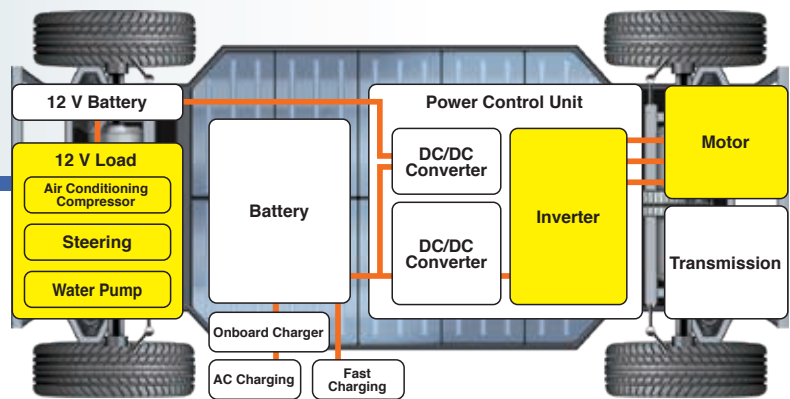 12 V Battery
12 V Load
Air Conditioning
Compressor
Steering
Water Pump
Battery
Onboard Charger
AC Charging
Fast
Charging
Power Control Unit
DC/DC
Converter
DC/DC
Converter
Inverter
Motor
Transmission